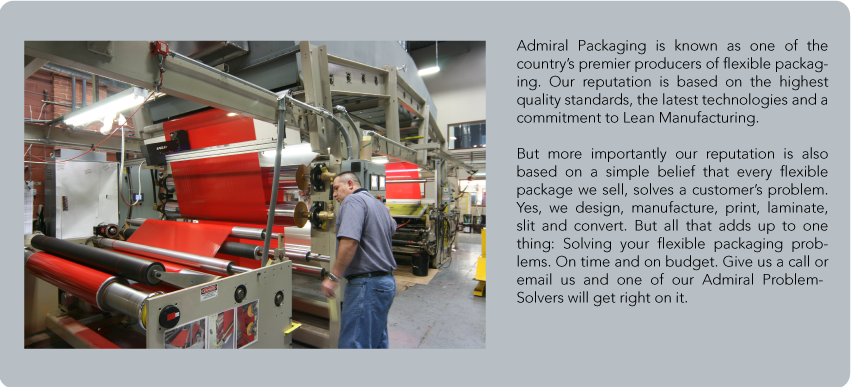 Admiral Packaging is known as one of the
country's premier producers of flexible packag-
ing. Our reputation is based on the highest
quality standards, the latest technologies and a
commitment to Lean Manufacturing.
But more importantly our reputation is also
based on a simple belief that every flexible
package we sell, solves a customer's problem.
Yes, we design, manufacture, print, laminate,
slit and convert. But all that adds up to one
thing: Solving your flexible packaging prob-
lems. On time and on budget. Give us a call or
email us and one of our Admiral Problem-
Solvers will get right on it.